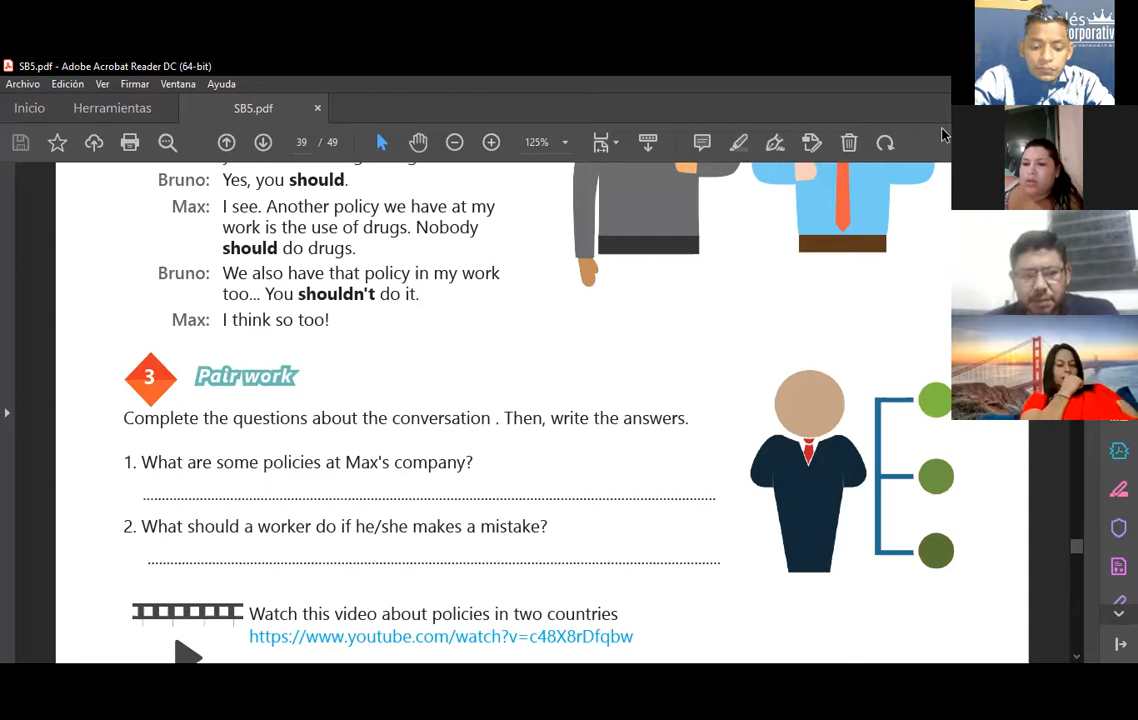 SB5.pdf - Adobe Acrobat Reader DC (64-bit)
Archivo Edición Ver Firmar Ventana Ayuda
Inicio Herramientas SB5.pdf ×
39 / 49 125%
Bruno: Yes, you should.
Max: I see. Another policy we have at my
work is the use of drugs. Nobody
should do drugs.
Bruno: We also have that policy in my work
too... You shouldn't do it.
Max: I think so too!
3 Pair work
Complete the questions about the conversation . Then, write the answers.
1. What are some policies at Max's company?
2. What should a worker do if he/she makes a mistake?
Watch this video about policies in two countries
https://www.youtube.com/watch?v=c48X8rDfqbw